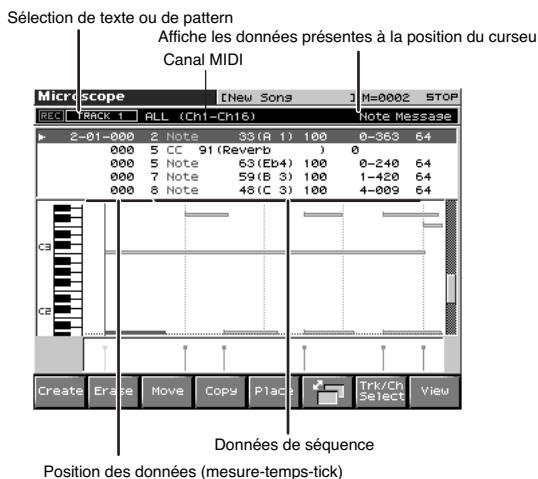 Sélection de texte ou de pattern
Affiche les données présentes à la position du curseu
Canal MIDI
Microscope [New Song ] M=0002 STOP
REC TRACK 1 ALL (Ch1-Ch16) Note Message
2-01-000 2 Note 33(A 1) 100 0-363 64
000 5 CC 91(Reverb ) 0
000 5 Note 63(Eb4) 100 0-240 64
000 7 Note 59(B 3) 100 1-420 64
000 8 Note 48(C 3) 100 4-009 64
C3
C2
Create Erase Move Copy Place Trk/Ch Select View
Données de séquence
Position des données (mesure-temps-tick)